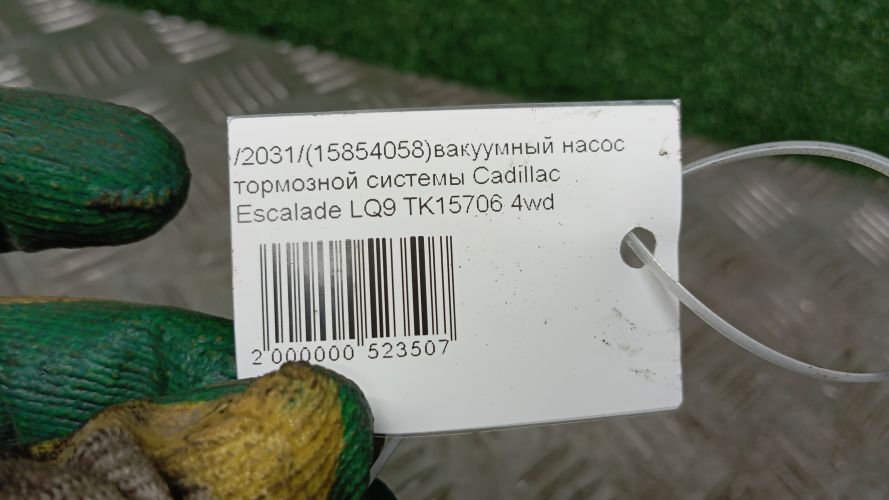 /2031/(15854058)вакуумный насос
тормозной системы Cadillac
Escalade LQ9 TK15706 4wd
2 000000 523507